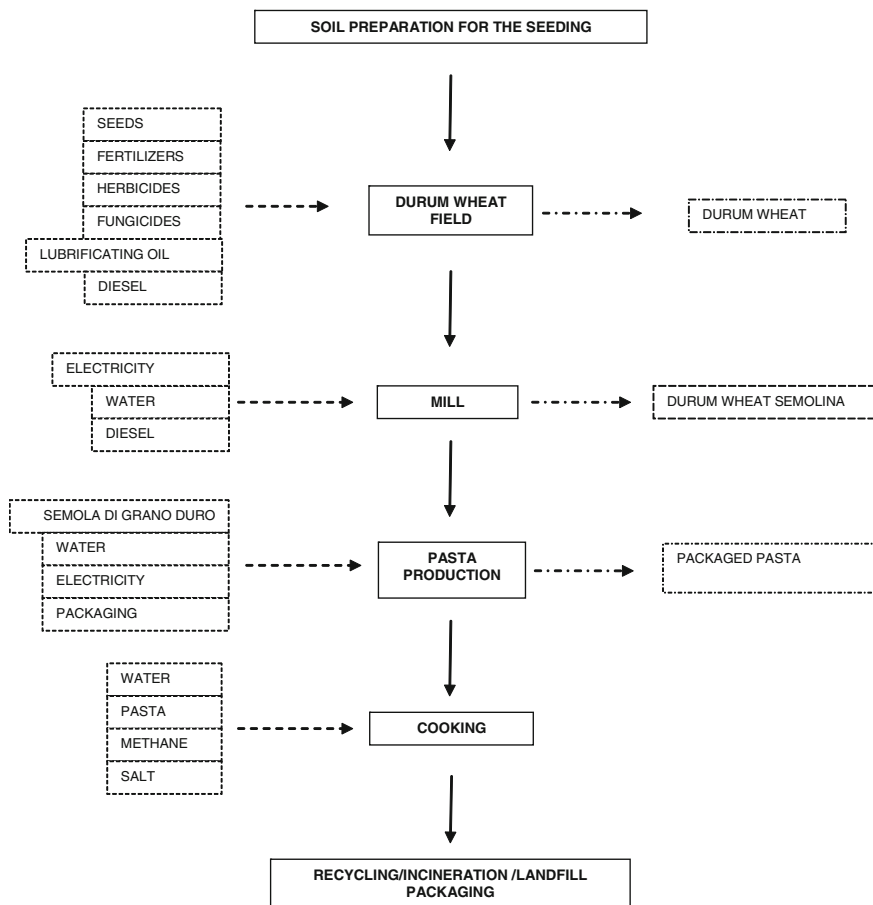 SOIL PREPARATION FOR THE SEEDING
SEEDS
FERTILIZERS
HERBICIDES
FUNGICIDES
LUBRIFICATING OIL
DIESEL
DURUM WHEAT
FIELD
DURUM WHEAT
ELECTRICITY
WATER
DIESEL
MILL
DURUM WHEAT SEMOLINA
SEMOLA DI GRANO DURO
WATER
ELECTRICITY
PACKAGING
PASTA
PRODUCTION
PACKAGED PASTA
WATER
PASTA
METHANE
SALT
COOKING
RECYCLING/INCINERATION /LANDFILL
PACKAGING